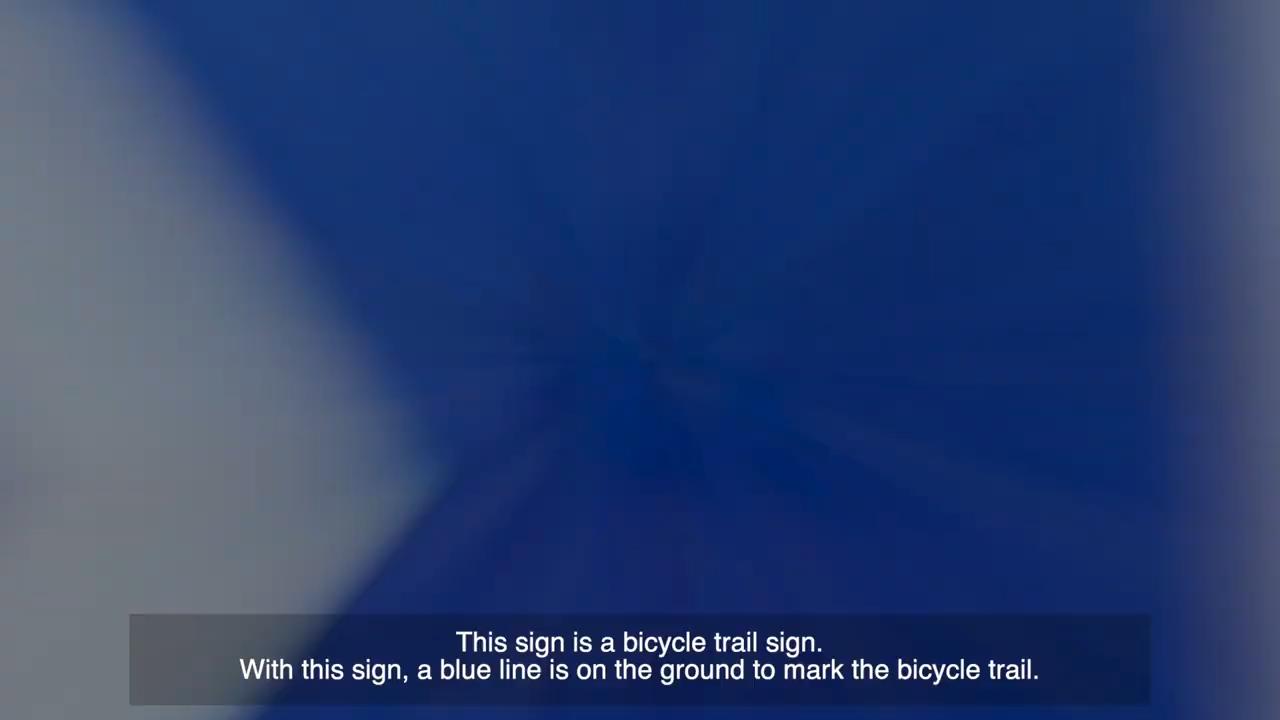 This sign is a bicycle trail sign.
With this sign, a blue line is on the ground to mark the bicycle trail.